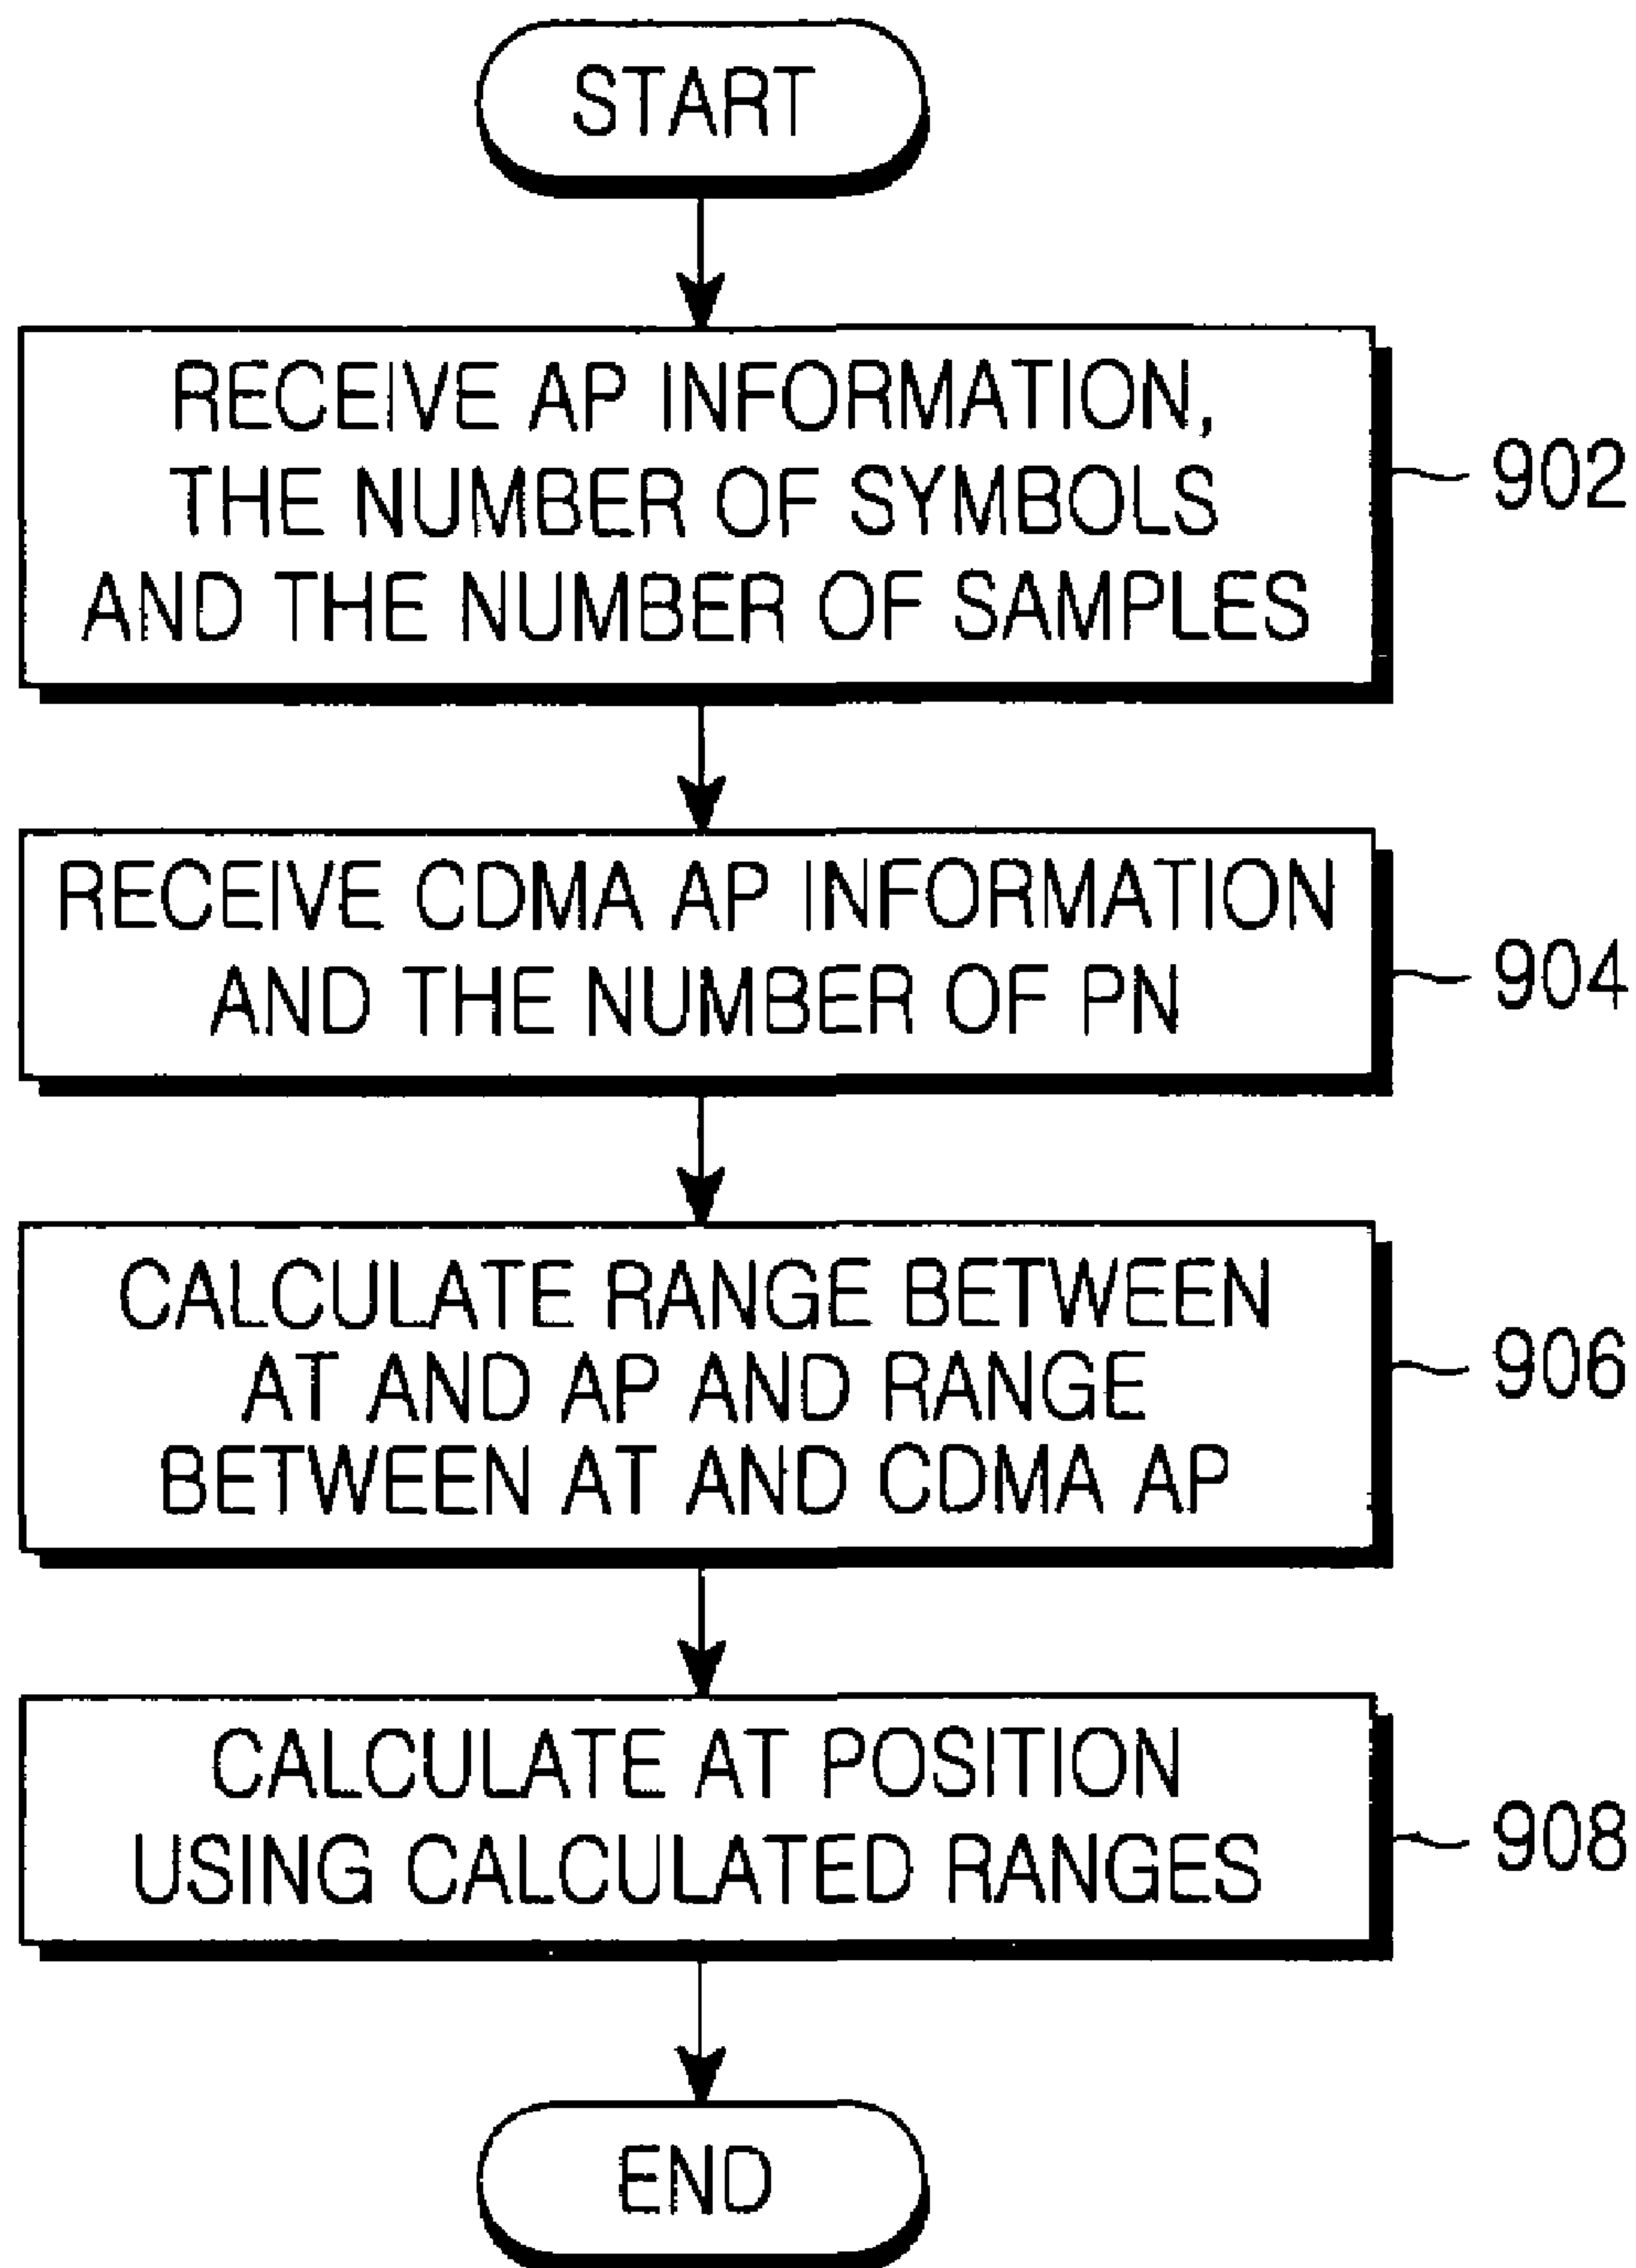 START
RECEIVE AP INFORMATION,
THE NUMBER OF SYMBOLS
AND THE NUMBER OF SAMPLES
902
RECEIVE CDMA AP INFORMATION
AND THE NUMBER OF PN
904
CALCULATE RANGE BETWEEN
AT AND AP AND RANGE
BETWEEN AT AND CDMA AP
906
CALCULATE AT POSITION
USING CALCULATED RANGES
908
END